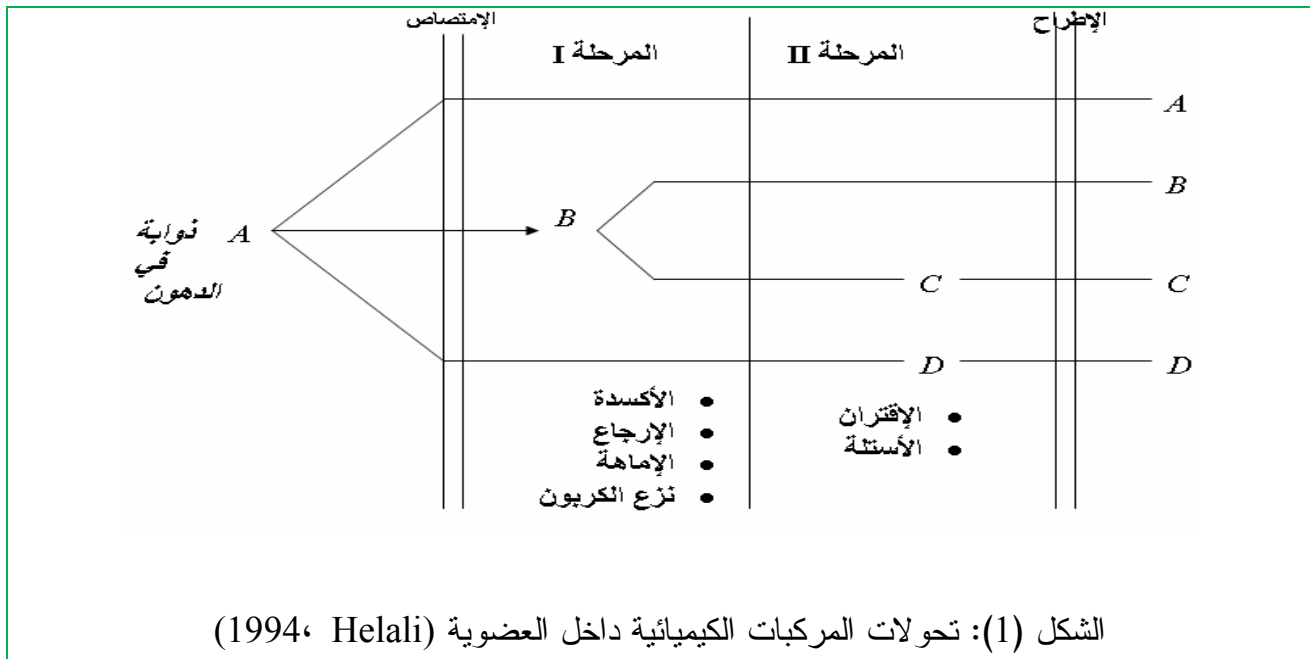 الإمتصاص
الإطراح
المرحلة I
المرحلة II
A
B
ذوابة A
في
الدهون
B
C
C
D
D
• الأكسدة
• الإرجاع
• الإماهة
• نزع الكربون
• الإقتران
• الأستلة
الشكل (1): تحولات المركبات الكيميائية داخل العضوية (Helali ،1994)